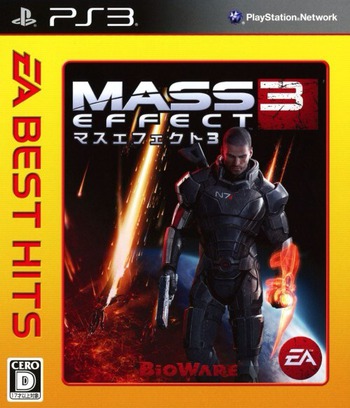 PS3
PlayStation®Network
EA BEST HITS
MASS
EFFECT 3
マスエフェクト3
N7
BIOWARE
EA
CERO
D